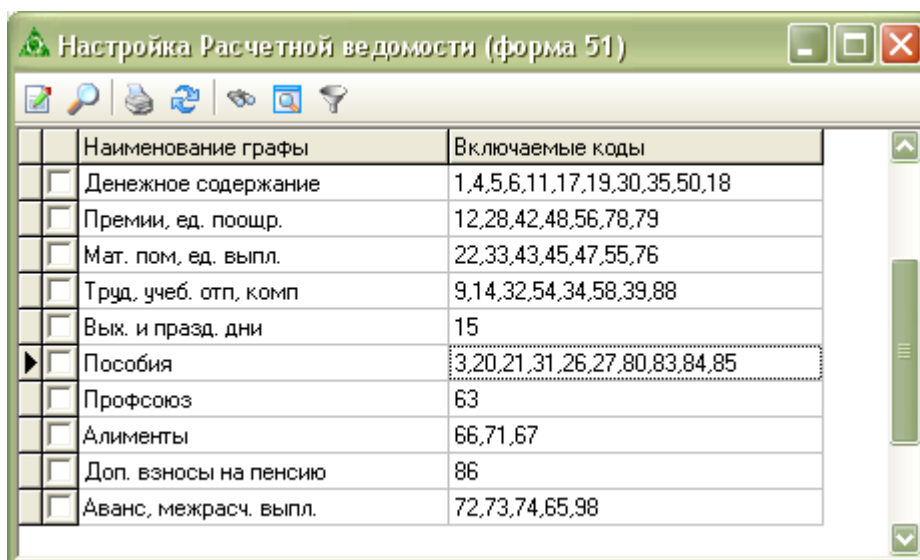 Настройка Расчетной ведомости (форма 51)
Наименование графы Включаемые коды
Денежное содержание 1,4,5,6,11,17,19,30,35,50,18
Премии, ед. поощр. 12,28,42,48,56,78,79
Мат. пом, ед. выпл. 22,33,43,45,47,55,76
Труд, учеб. отп, комп 9,14,32,54,34,58,39,88
Вых. и празд. дни 15
Пособия 3,20,21,31,26,27,80,83,84,85
Профсоюз 63
Алименты 66,71,67
Доп. взносы на пенсию 86
Аванс, межрасч. выпл. 72,73,74,65,98